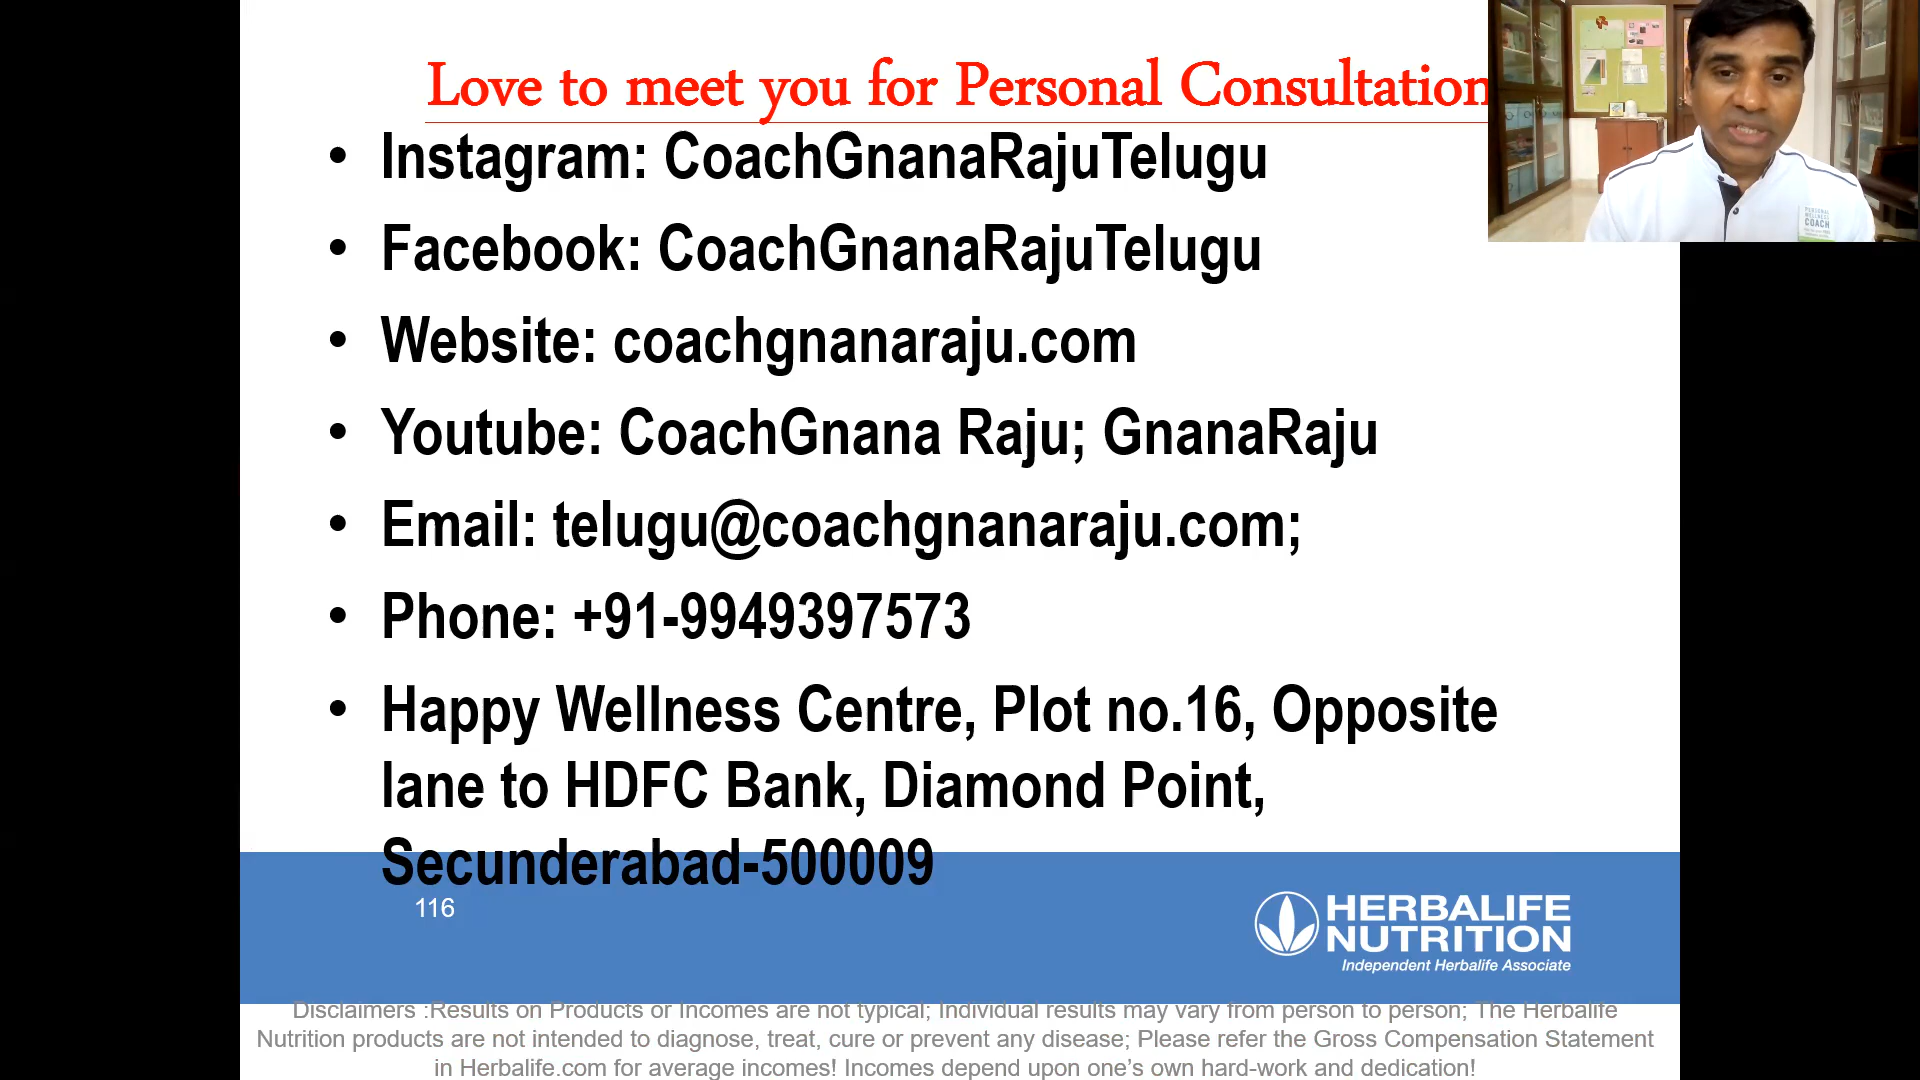 Love to meet you for Personal Consultation
• Instagram: CoachGnanaRajuTelugu
• Facebook: CoachGnanaRajuTelugu
• Website: coachgnanaraju.com
• Youtube: CoachGnana Raju; GnanaRaju
• Email: telugu@coachgnanaraju.com;
• Phone: +91-9949397573
• Happy Wellness Centre, Plot no.16, Opposite
lane to HDFC Bank, Diamond Point,
Secunderabad-500009
116
HERBALIFE
NUTRITION
Independent Herbalife Associate
Disclaimers :Results on Products or Incomes are not typical; Individual results may vary from person to person; The Herbalife
Nutrition products are not intended to diagnose, treat, cure or prevent any disease; Please refer the Gross Compensation Statement
in Herbalife.com for average incomes! Incomes depend upon one’s own hard-work and dedication!
PERSONAL
WELLNESS
COACH